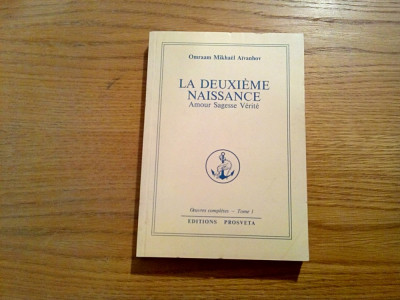 Omraam Mikhaël Aïvanhov
LA DEUXIÈME
NAISSANCE
Amour Sagesse Vérité
Œuvres complètes — Tome 1
EDITIONS PROSVETA